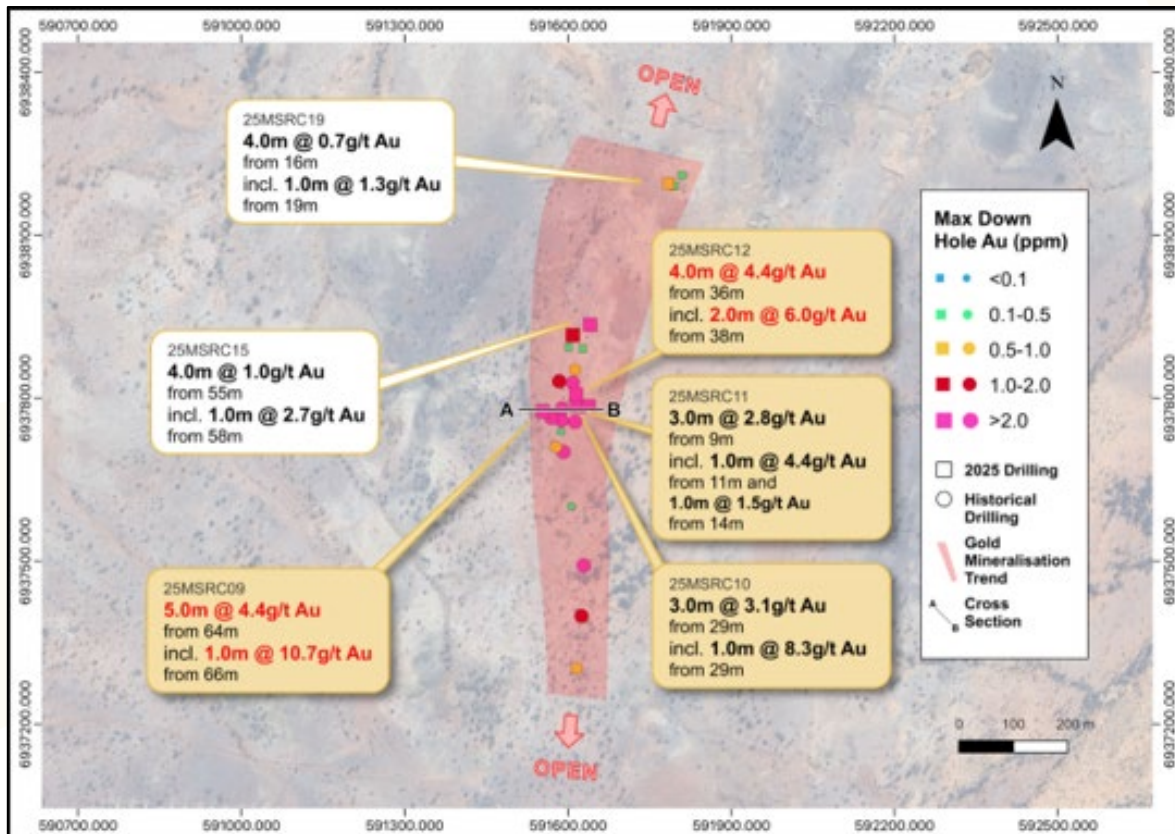 590700.000 591000.000 591300.000 591600.000 591900.000 592200.000 592500.000
6938400.000
6938100.000
6937800.000
6937500.000
6937200.000
OPEN
N
25MSRC19
4.0m @ 0.7g/t Au
from 16m
incl. 1.0m @ 1.3g/t Au
from 19m
25MSRC12
4.0m @ 4.4g/t Au
from 36m
incl. 2.0m @ 6.0g/t Au
from 38m
25MSRC15
4.0m @ 1.0g/t Au
from 55m
incl. 1.0m @ 2.7g/t Au
from 58m
A B
25MSRC11
3.0m @ 2.8g/t Au
from 9m
incl. 1.0m @ 4.4g/t Au
from 11m and
1.0m @ 1.5g/t Au
from 14m
25MSRC09
5.0m @ 4.4g/t Au
from 64m
incl. 1.0m @ 10.7g/t Au
from 66m
25MSRC10
3.0m @ 3.1g/t Au
from 29m
incl. 1.0m @ 8.3g/t Au
from 29m
OPEN
Max Down
Hole Au (ppm)
<0.1
0.1-0.5
0.5-1.0
1.0-2.0
>2.0
2025 Drilling
Historical
Drilling
Gold
Mineralisation
Trend
A
B
Cross
Section
0 100 200 m
6938400.000
6938100.000
6937800.000
6937500.000
6937200.000
590700.000 591000.000 591300.000 591600.000 591900.000 592200.000 592500.000